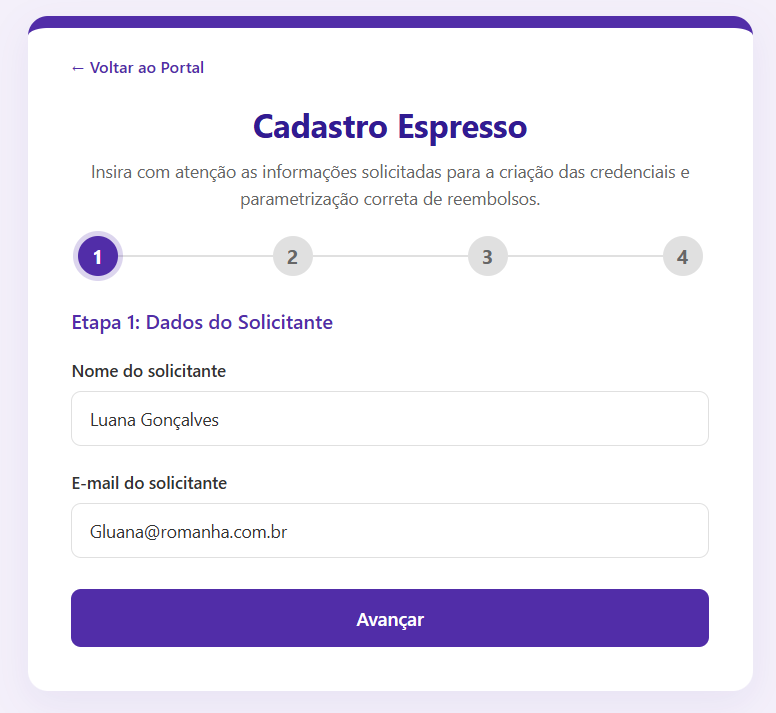 ← Voltar ao Portal
Cadastro Espresso
Insira com atenção as informações solicitadas para a criação das credenciais e
parametrização correta de reembolsos.
1 2 3 4
Etapa 1: Dados do Solicitante
Nome do solicitante
Luana Gonçalves
E-mail do solicitante
Gluana@romanha.com.br
Avançar